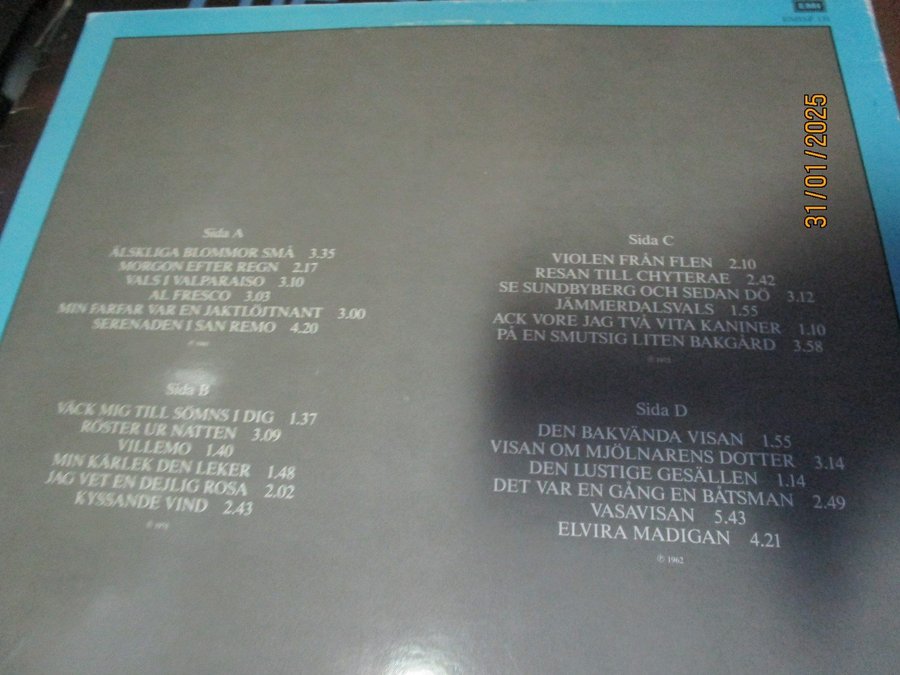 EMI
31/01/2025
Sida A
ÄLSKLIGA BLOMMOR SMÅ 3.35
MORGON EFTER REGN 2.17
VALS I VALPARAISO 3.10
AL FRESCO 3.03
MIN FARFAR VAR EN JAKTLÖJTNANT 3.00
SERENADEN I SAN REMO 4.20
Sida B
VÄCK MIG TILL SÖMNS I DIG 1.37
RÖSTER UR NATTEN 3.09
VILLEMO 1.40
MIN KÄRLEK DEN LEKER 1.48
JAG VET EN DEJLIG ROSA 2.02
KYSSANDE VIND 2.43
Sida C
VIOLEN FRÅN FLEN 2.10
RESAN TILL CHYTERAE 2.42
SE SUNDBYBERG OCH SEDAN DÖ 3.12
JÄMMERDALSVALS 1.55
ACK VORE JAG TVÅ VITA KANINER 1.10
PÅ EN SMUTSIG LITEN BAKGÅRD 3.58
Sida D
DEN BAKVÄNDA VISAN 1.55
VISAN OM MJÖLNARENS DOTTER 3.14
DEN LUSTIGE GESÄLLEN 1.14
DET VAR EN GÅNG EN BÅTSMAN 2.49
VASAVISAN 5.43
ELVIRA MADIGAN 4.21
℗ 1962